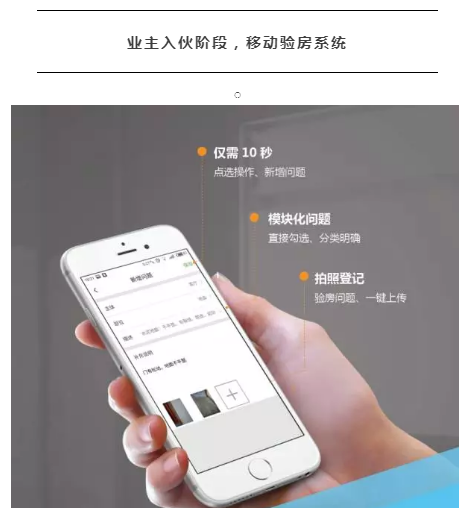 业主入伙阶段，移动验房系统
仅需 10 秒
点选操作、新增问题
模块化问题
直接勾选、分类明确
拍照登记
验房问题、一键上传
新增问题